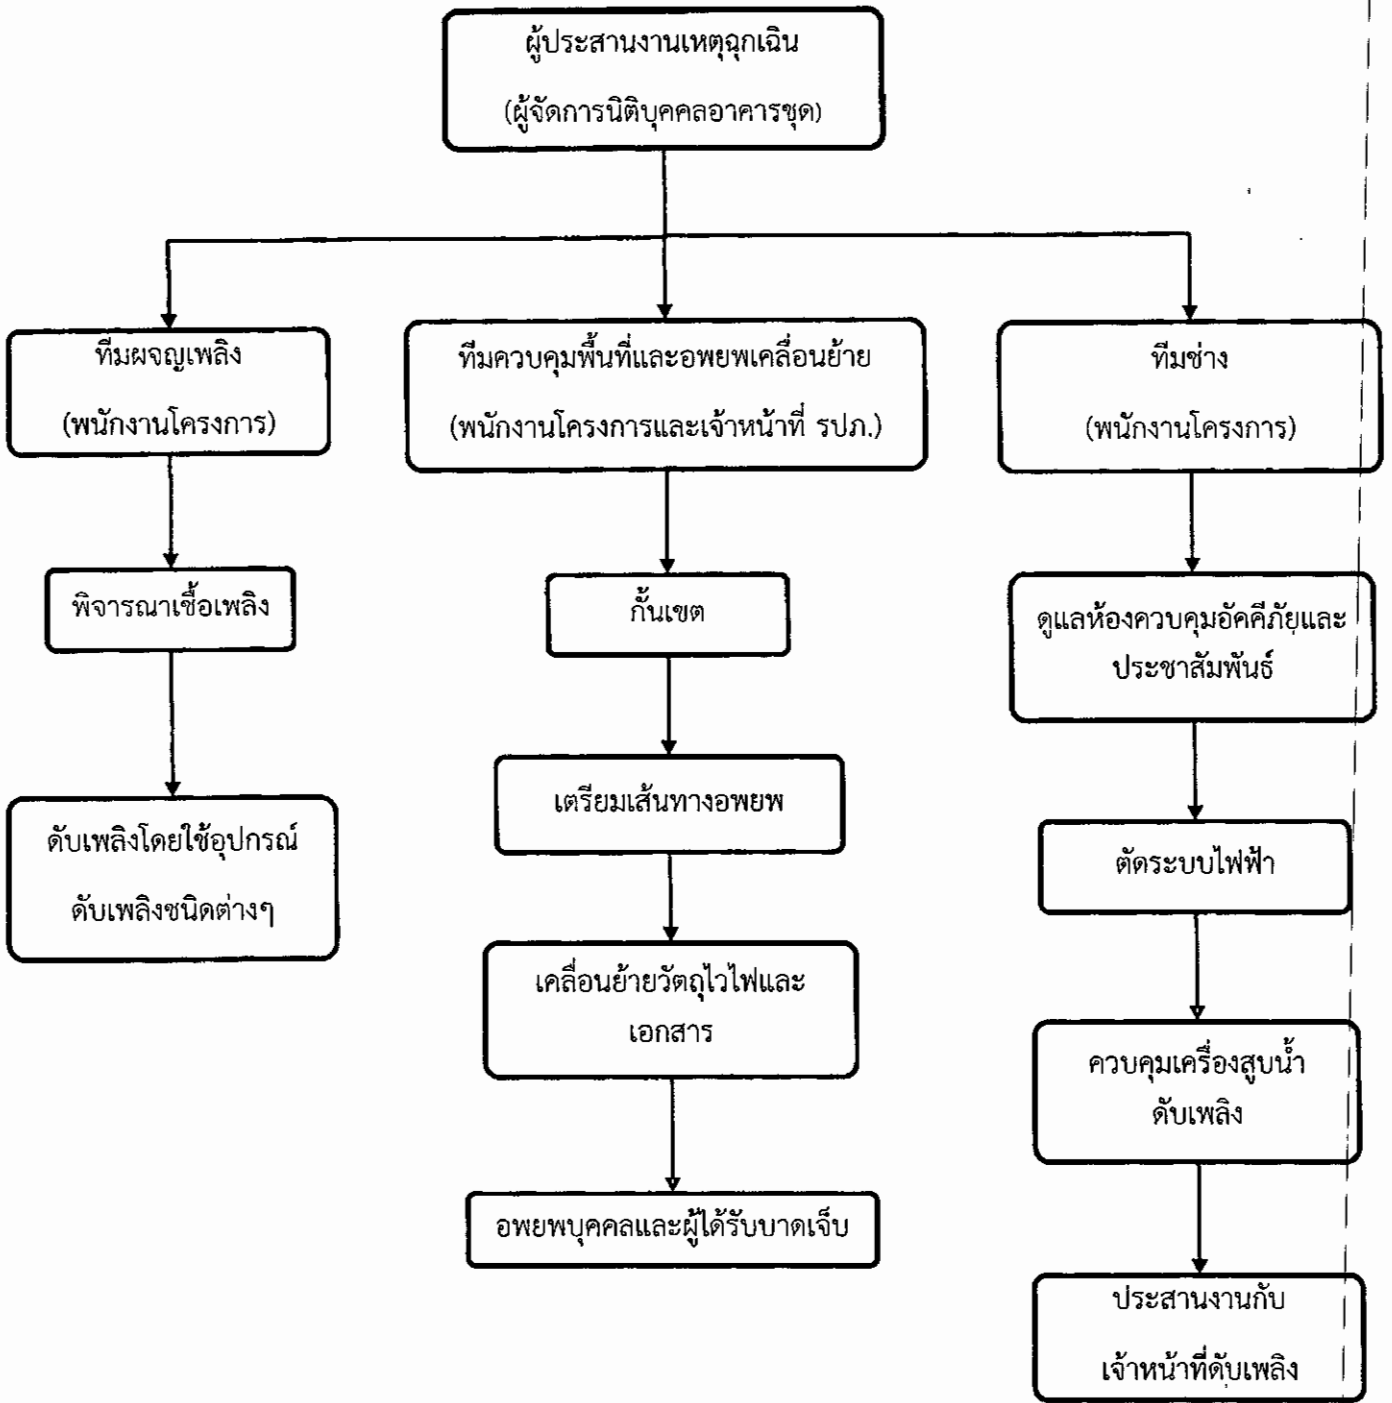 ผู้ประสานงานเหตุฉุกเฉิน
(ผู้จัดการนิติบุคคลอาคารชุด)
ทีมผจญเพลิง
(พนักงานโครงการ)
พิจารณาเชื้อเพลิง
ดับเพลิงโดยใช้อุปกรณ์
ดับเพลิงชนิดต่างๆ
ทีมควบคุมพื้นที่และอพยพเคลื่อนย้าย
(พนักงานโครงการและเจ้าหน้าที่ รปภ.)
กั้นเขต
เตรียมเส้นทางอพยพ
เคลื่อนย้ายวัตถุไวไฟและ
เอกสาร
อพยพบุคคลและผู้ได้รับบาดเจ็บ
ทีมช่าง
(พนักงานโครงการ)
ดูแลห้องควบคุมอัคคีภัยและ
ประชาสัมพันธ์
ตัดระบบไฟฟ้า
ควบคุมเครื่องสูบน้ำ
ดับเพลิง
ประสานงานกับ
เจ้าหน้าที่ดับเพลิง